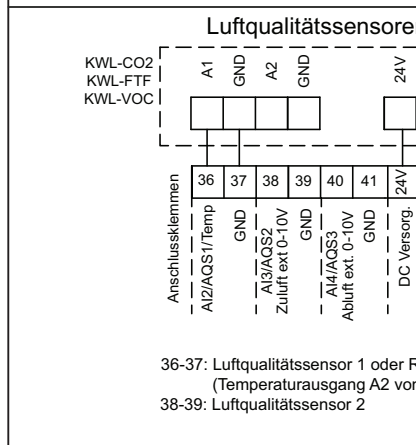 Luftqualitätssensore
KWL-CO2
KWL-FTF
KWL-VOC
A1
GND
A2
GND
24V
Anschlussklemmen
36
37
38
39
40
41
24V
AI2/AQS1/Temp
GND
AI3/AQS2
Zuluft ext 0-10V
GND
AI4/AQS3
Abluft ext. 0-10V
GND
DC Versorg.
36-37: Luftqualitätssensor 1 oder R
(Temperaturausgang A2 vor
38-39: Luftqualitätssensor 2